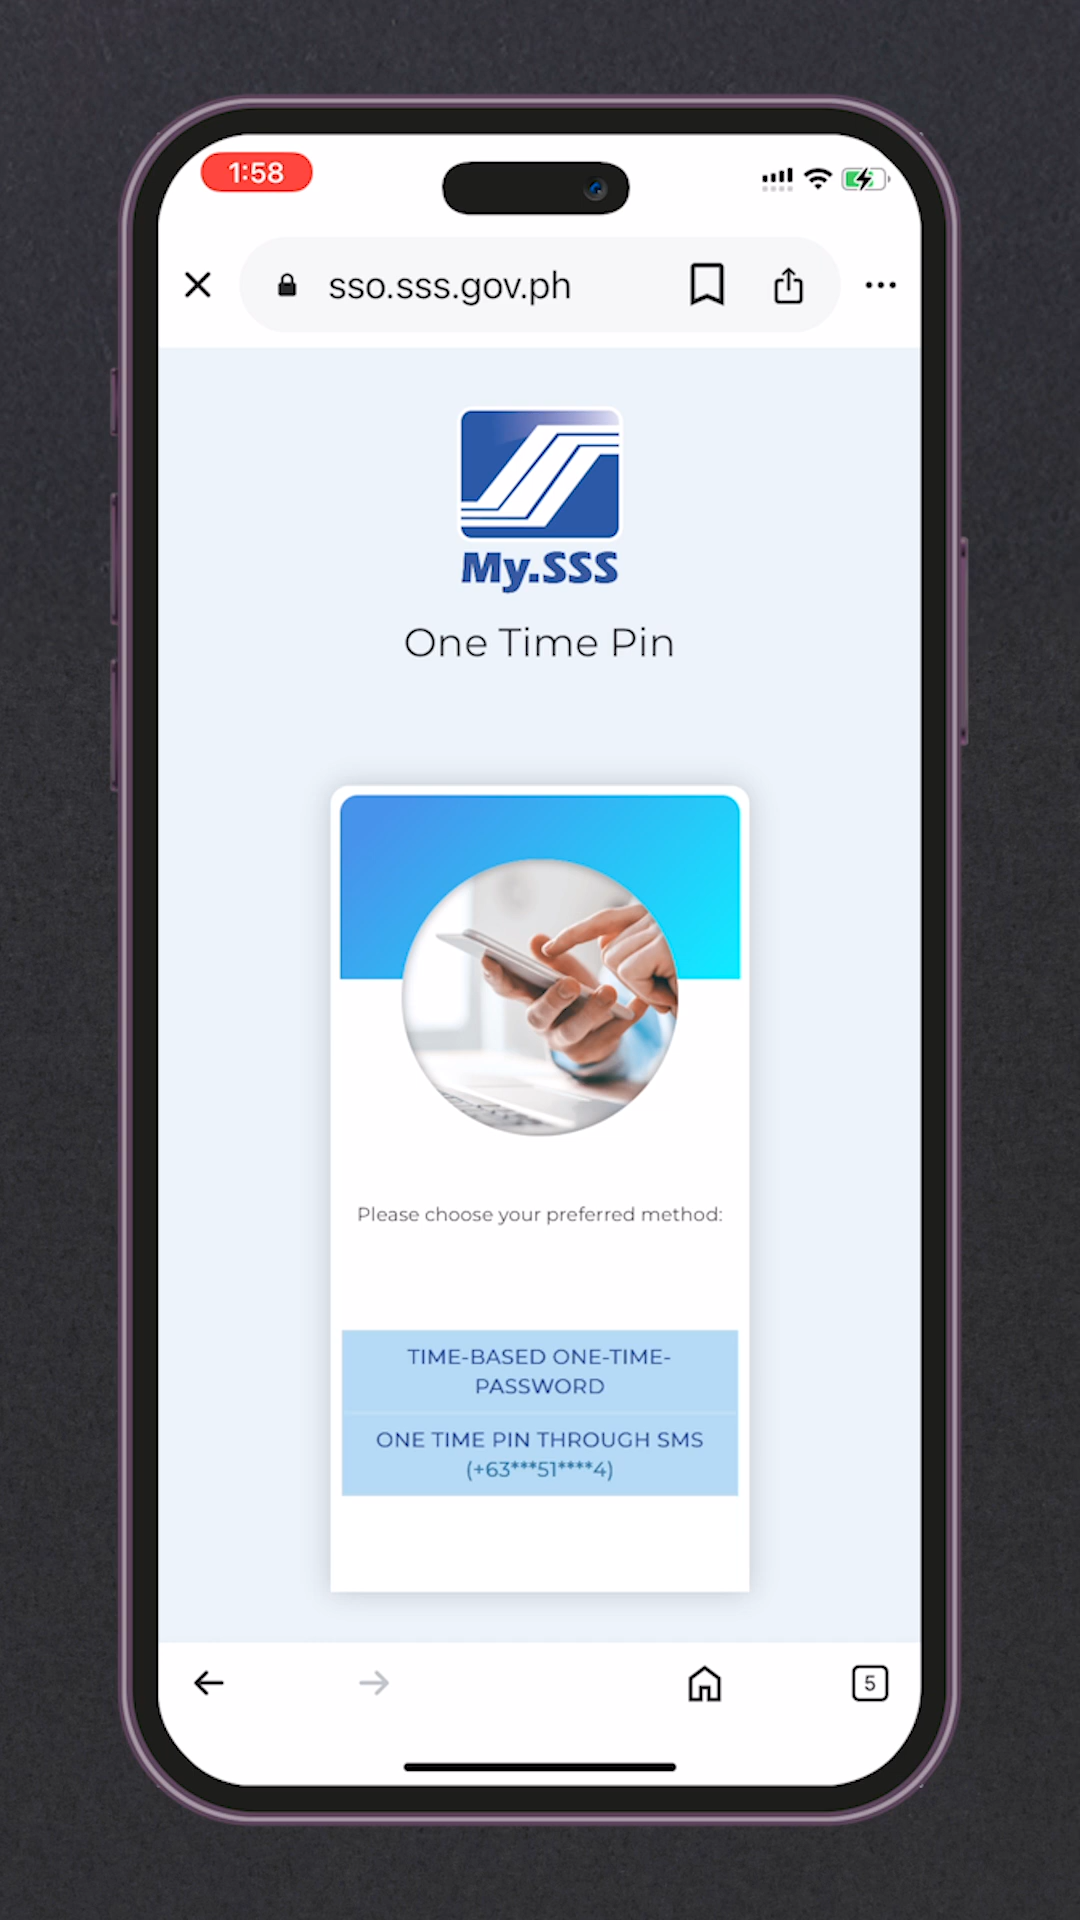 1:58
sso.sss.gov.ph
My.SSS
One Time Pin
Please choose your preferred method:
TIME-BASED ONE-TIME-
PASSWORD
ONE TIME PIN THROUGH SMS
(+63***51****4)
5